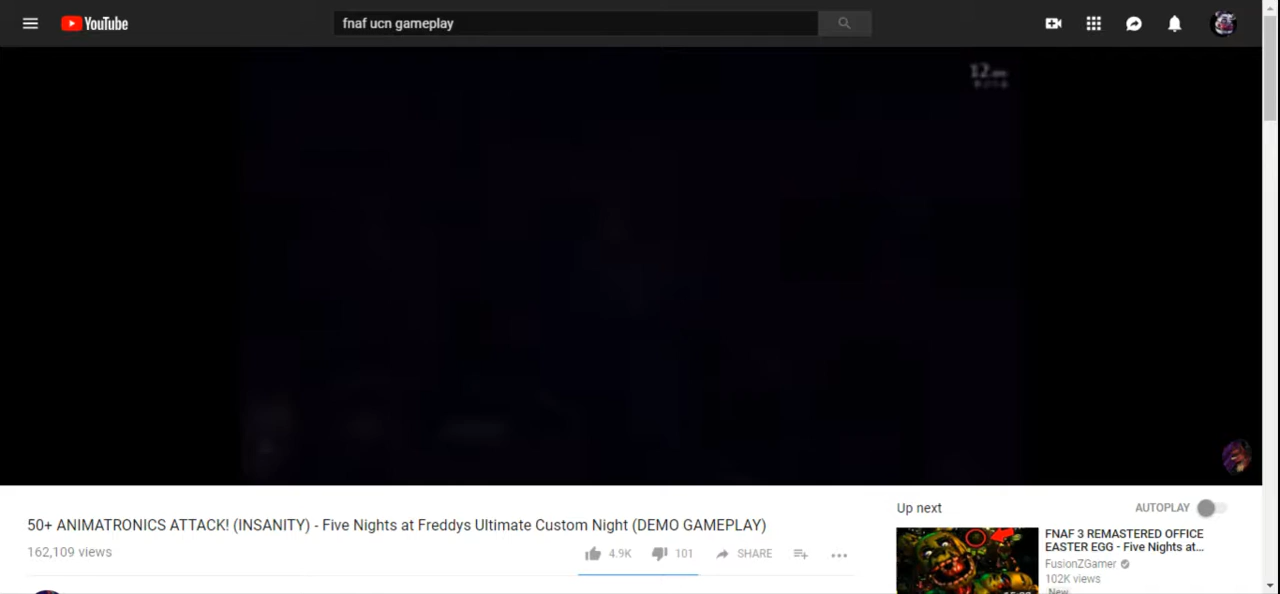 YouTube
fnaf ucn gameplay
12 AM
50+ ANIMATRONICS ATTACK! (INSANITY) - Five Nights at Freddys Ultimate Custom Night (DEMO GAMEPLAY)
162,109 views
4.9K
101
SHARE
Up next
AUTOPLAY
FNAF 3 REMASTERED OFFICE
EASTER EGG - Five Nights at...
FusionZGamer
102K views
New